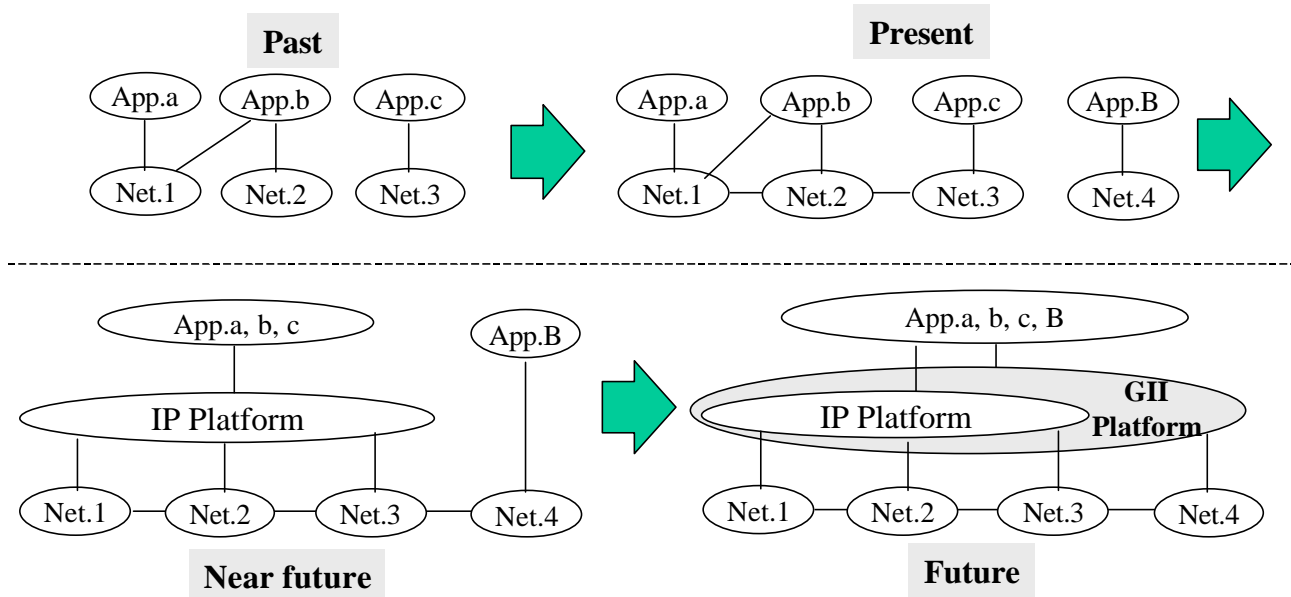 Past
App.a
App.b
App.c
Net.1
Net.2
Net.3
Present
App.a
App.b
App.c
App.B
Net.1
Net.2
Net.3
Net.4
App.a, b, c
App.B
IP Platform
Net.1
Net.2
Net.3
Net.4
Near future
App.a, b, c, B
GII
Platform
IP Platform
Net.1
Net.2
Net.3
Net.4
Future